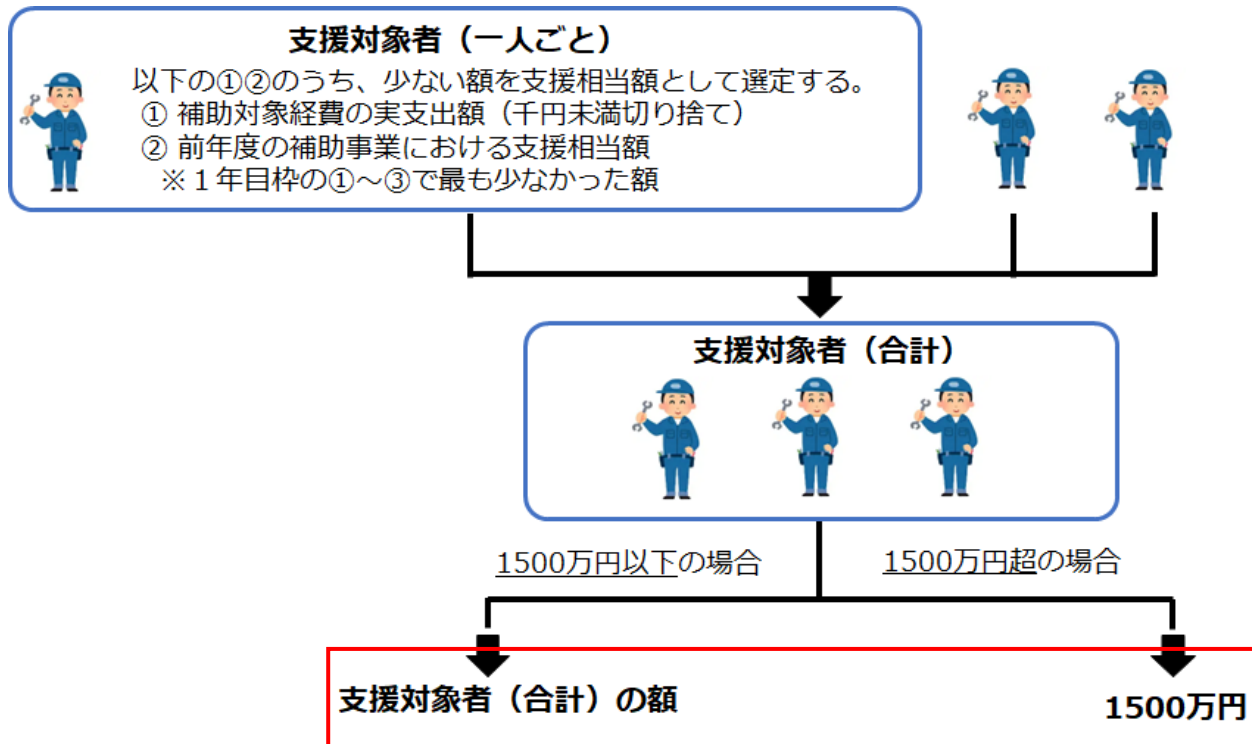 支援対象者（一人ごと）
以下の①②のうち、少ない額を支援相当額として選定する。
① 補助対象経費の実支出額（千円未満切り捨て）
② 前年度の補助事業における支援相当額
※１年目枠の①～③で最も少なかった額
支援対象者（合計）
1500万円以下の場合
1500万円超の場合
支援対象者（合計）の額
1500万円